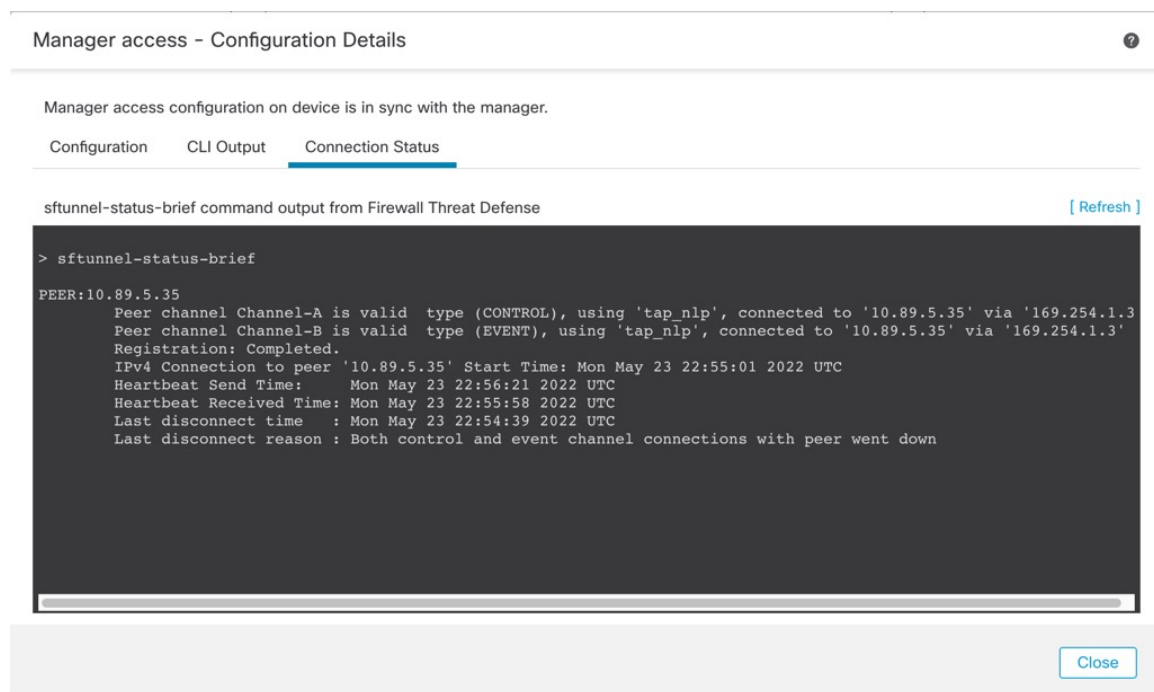 Manager access - Configuration Details
?
Manager access configuration on device is in sync with the manager.
Configuration CLI Output Connection Status
sftunnel-status-brief command output from Firewall Threat Defense [ Refresh ]
> sftunnel-status-brief
PEER:10.89.5.35
Peer channel Channel-A is valid  type (CONTROL), using 'tap_nlp', connected to '10.89.5.35' via '169.254.1.3
Peer channel Channel-B is valid  type (EVENT), using 'tap_nlp', connected to '10.89.5.35' via '169.254.1.3'
Registration: Completed.
IPv4 Connection to peer '10.89.5.35' Start Time: Mon May 23 22:55:01 2022 UTC
Heartbeat Send Time:     Mon May 23 22:56:21 2022 UTC
Heartbeat Received Time: Mon May 23 22:55:58 2022 UTC
Last disconnect time   : Mon May 23 22:54:39 2022 UTC
Last disconnect reason : Both control and event channel connections with peer went down
Close